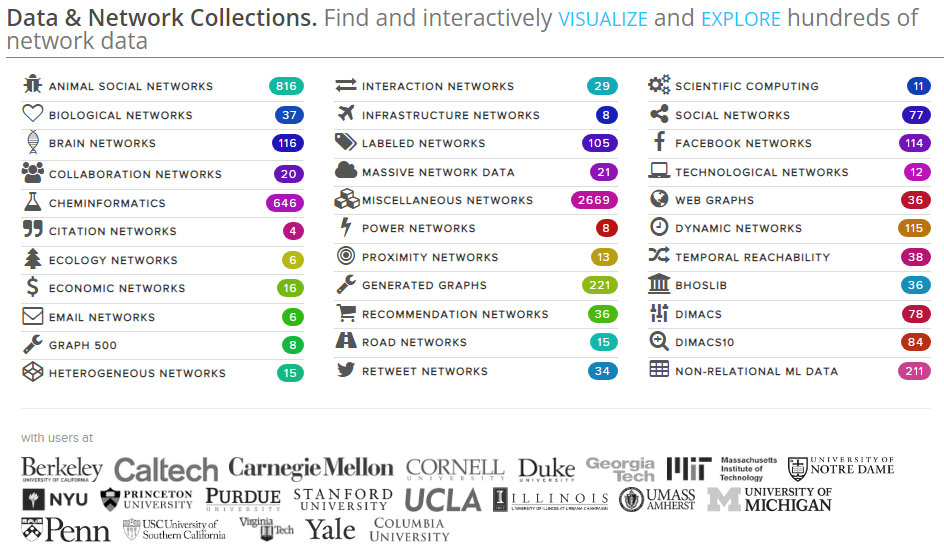 Data & Network Collections. Find and interactively VISUALIZE and EXPLORE hundreds of
network data
ANIMAL SOCIAL NETWORKS 816
BIOLOGICAL NETWORKS 37
BRAIN NETWORKS 116
COLLABORATION NETWORKS 20
CHEMINFORMATICS 646
CITATION NETWORKS 4
ECOLOGY NETWORKS 6
ECONOMIC NETWORKS 16
EMAIL NETWORKS 6
GRAPH 500 8
HETEROGENEOUS NETWORKS 15
INTERACTION NETWORKS 29
INFRASTRUCTURE NETWORKS 8
LABELED NETWORKS 105
MASSIVE NETWORK DATA 21
MISCELLANEOUS NETWORKS 2669
POWER NETWORKS 8
PROXIMITY NETWORKS 13
GENERATED GRAPHS 221
RECOMMENDATION NETWORKS 36
ROAD NETWORKS 15
RETWEET NETWORKS 34
SCIENTIFIC COMPUTING 11
SOCIAL NETWORKS 77
FACEBOOK NETWORKS 114
TECHNOLOGICAL NETWORKS 12
WEB GRAPHS 36
DYNAMIC NETWORKS 115
TEMPORAL REACHABILITY 38
BHOSLIB 36
DIMACS 78
DIMACS10 84
NON-RELATIONAL ML DATA 211
with users at
Berkeley
UNIVERSITY OF CALIFORNIA
Caltech
Carnegie Mellon
CORNELL
UNIVERSITY
Duke
UNIVERSITY
Georgia
Tech
MIT
Massachusetts
Institute of
Technology
UNIVERSITY OF
NOTRE DAME
NYU
PRINCETON
UNIVERSITY
PURDUE
UNIVERSITY
STANFORD
UNIVERSITY
UCLA
I ILLINOIS
UNIVERSITY OF ILLINOIS AT URBANA-CHAMPAIGN
UMASS
AMHERST
M UNIVERSITY OF
MICHIGAN
Penn
USC University of
Southern California
Virginia
Tech
Yale
COLUMBIA
UNIVERSITY